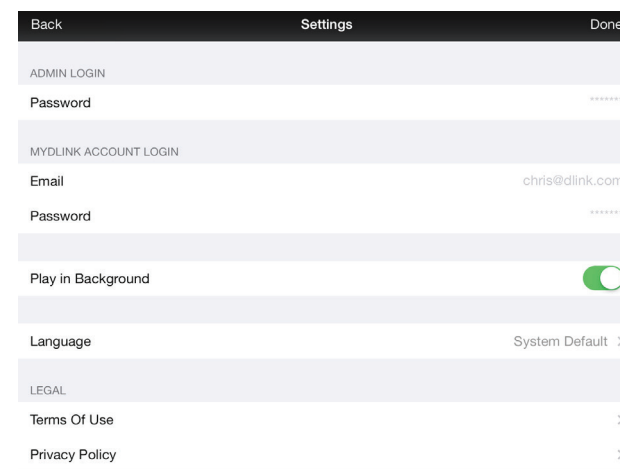 Back Settings Done
ADMIN LOGIN
Password ******
MYDLINK ACCOUNT LOGIN
Email chris@dlink.com
Password ******
Play in Background
Language System Default
LEGAL
Terms Of Use
Privacy Policy